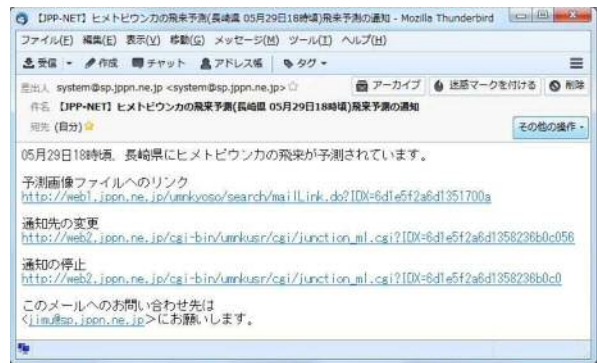 【JPP-NET】ヒメトビウンカの飛来予測(長崎県 05月29日18時頃)飛来予測の通知 - Mozilla Thunderbird
ファイル(F) 編集(E) 表示(V) 移動(G) メッセージ(M) ツール(T) ヘルプ(H)
受信 作成 チャット アドレス帳 タグ
差出人 system@sp.jppn.ne.jp <system@sp.jppn.ne.jp> アーカイブ 迷惑マークを付ける 削除
件名 【JPP-NET】ヒメトビウンカの飛来予測(長崎県 05月29日18時頃)飛来予測の通知
宛先 (自分) その他の操作
05月29日18時頃、長崎県にヒメトビウンカの飛来が予測されています。
予測画像ファイルへのリンク
http://web1.jppn.ne.jp/umnkyoso/search/mailLink.do?IDX=6d1e5f2a6d1351700a
通知先の変更
http://web2.jppn.ne.jp/cgi-bin/umnkusr/cgi/junction_ml.cgi?IDX=6d1e5f2a6d1358236b0c056
通知の停止
http://web2.jppn.ne.jp/cgi-bin/umnkusr/cgi/junction_ml.cgi?IDX=6d1e5f2a6d1358236b0c0
このメールへのお問い合わせ先は
<jimu@sp.jppn.ne.jp>にお願いします。